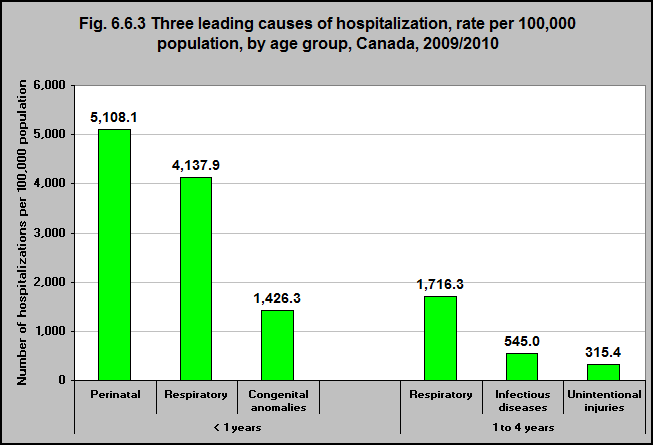 Fig. 6.6.3 Three leading causes of hospitalization, rate per 100,000
population, by age group, Canada, 2009/2010
Number of hospitalizations per 100,000 population
6,000
5,000
4,000
3,000
2,000
1,000
0
5,108.1
4,137.9
1,426.3
1,716.3
545.0
315.4
Perinatal
Respiratory
Congenital
anomalies
Respiratory
Infectious
diseases
Unintentional
injuries
< 1 years
1 to 4 years